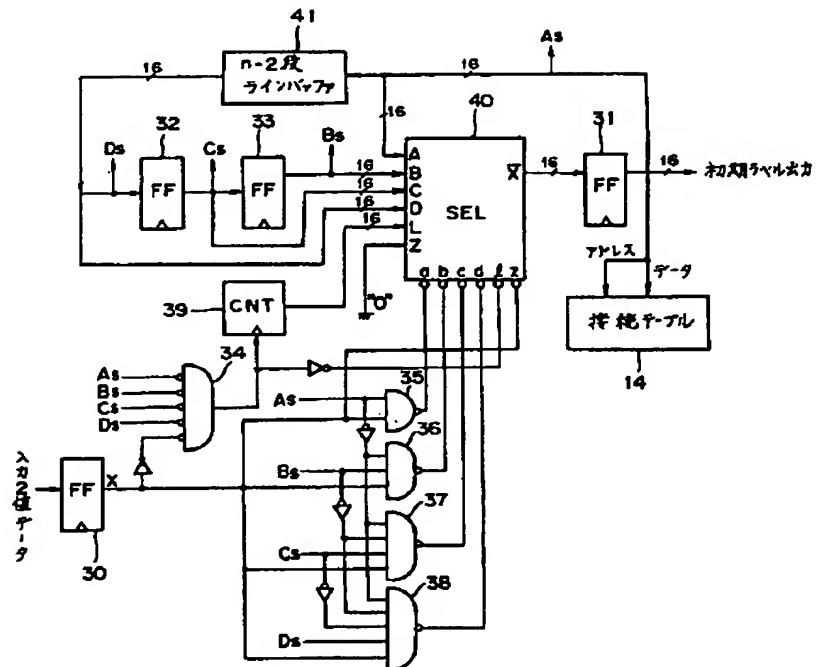 41
As
n-2段
ラインバッファ
16
16
16
40
31
32
33
Ds
Cs
Bs
FF
FF
16
16
16
16
A
B
C
D
L
Z
SEL
X̅
16
FF
16
初期ラベル出力
a b c d ℓ z
"O"
アドレス
データ
39
CNT
接続テーブル
14
34
As
Bs
Cs
Ds
As
35
Bs
36
入力2値データ
FF
X
30
37
Cs
38
Ds